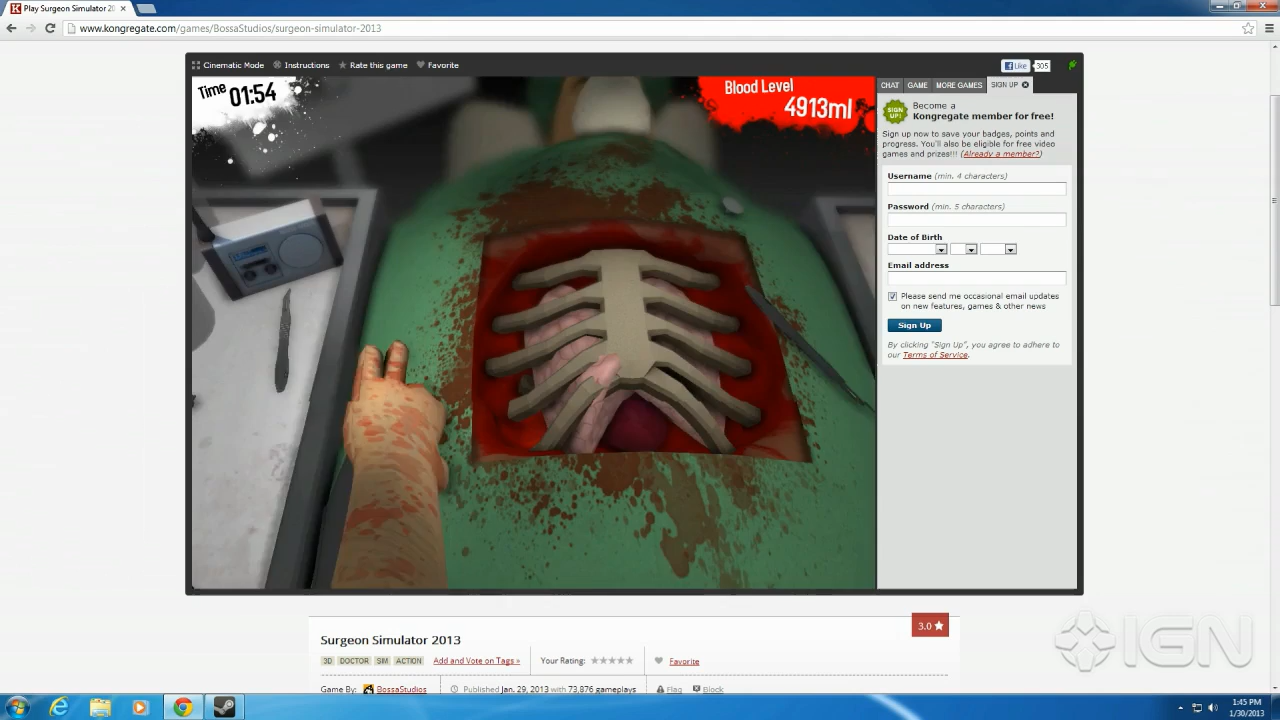 Play Surgeon Simulator 20
www.kongregate.com/games/BossaStudios/surgeon-simulator-2013
Cinematic Mode Instructions Rate this game Favorite Like 305
Time 01:54
Blood Level
4913ml
CHAT GAME MORE GAMES SIGN UP
SIGN UP!
Become a
Kongregate member for free!
Sign up now to save your badges, points and
progress. You'll also be eligible for free video
games and prizes!!! (Already a member?)
Username (min. 4 characters)
Password (min. 5 characters)
Date of Birth
Email address
Please send me occasional email updates
on new features, games & other news
Sign Up
By clicking "Sign Up", you agree to adhere to
our Terms of Service.
Surgeon Simulator 2013
3.0
3D DOCTOR SIM ACTION Add and Vote on Tags » Your Rating: Favorite
Game By: BossaStudios Published Jan. 29, 2013 with 73,876 gameplays Flag Block
IGN
1:45 PM
1/30/2013